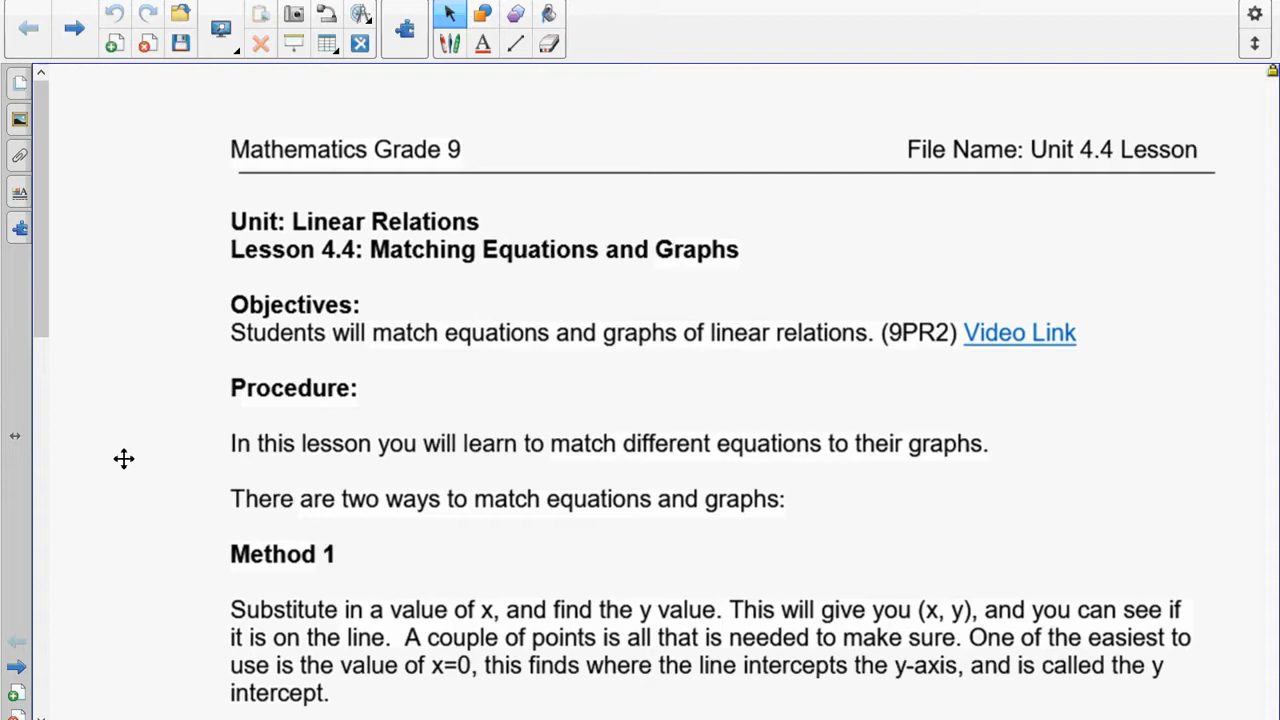 Mathematics Grade 9
File Name: Unit 4.4 Lesson
Unit: Linear Relations
Lesson 4.4: Matching Equations and Graphs
Objectives:
Students will match equations and graphs of linear relations. (9PR2) Video Link
Procedure:
In this lesson you will learn to match different equations to their graphs.
There are two ways to match equations and graphs:
Method 1
Substitute in a value of x, and find the y value. This will give you (x, y), and you can see if
it is on the line.  A couple of points is all that is needed to make sure. One of the easiest to
use is the value of x=0, this finds where the line intercepts the y-axis, and is called the y
intercept.